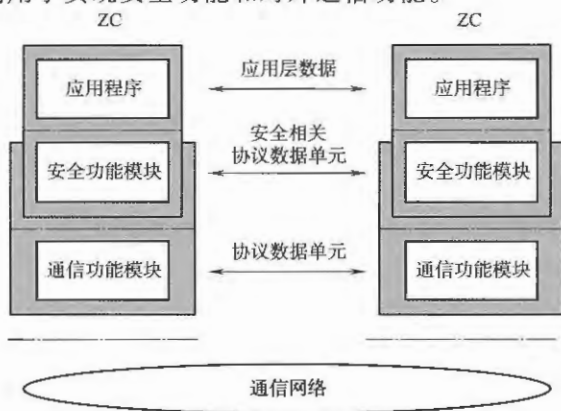 ZC ZC
应用程序 应用层数据 应用程序
安全相关
安全功能模块 协议数据单元 安全功能模块
通信功能模块 协议数据单元 通信功能模块
通信网络